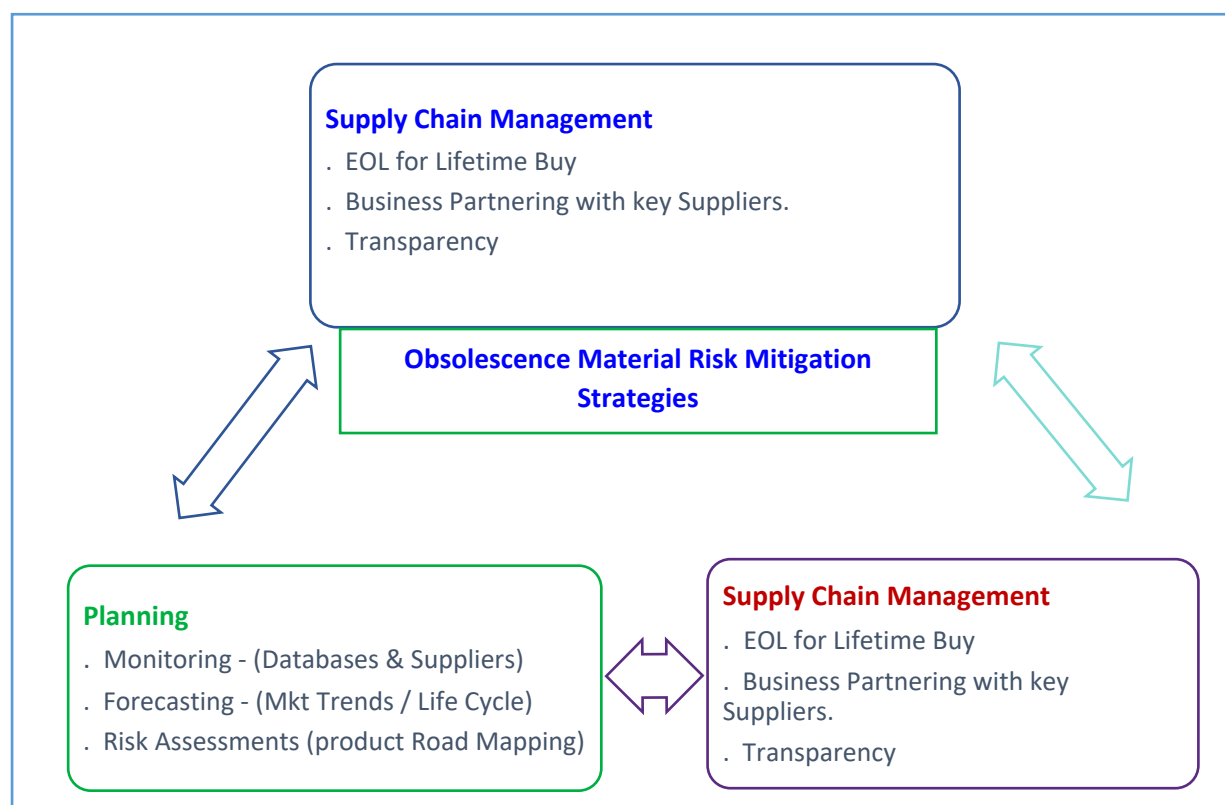 Supply Chain Management
. EOL for Lifetime Buy
. Business Partnering with key Suppliers.
. Transparency
Obsolescence Material Risk Mitigation
Strategies
Planning
. Monitoring - (Databases & Suppliers)
. Forecasting - (Mkt Trends / Life Cycle)
. Risk Assessments (product Road Mapping)
Supply Chain Management
. EOL for Lifetime Buy
. Business Partnering with key
Suppliers.
. Transparency